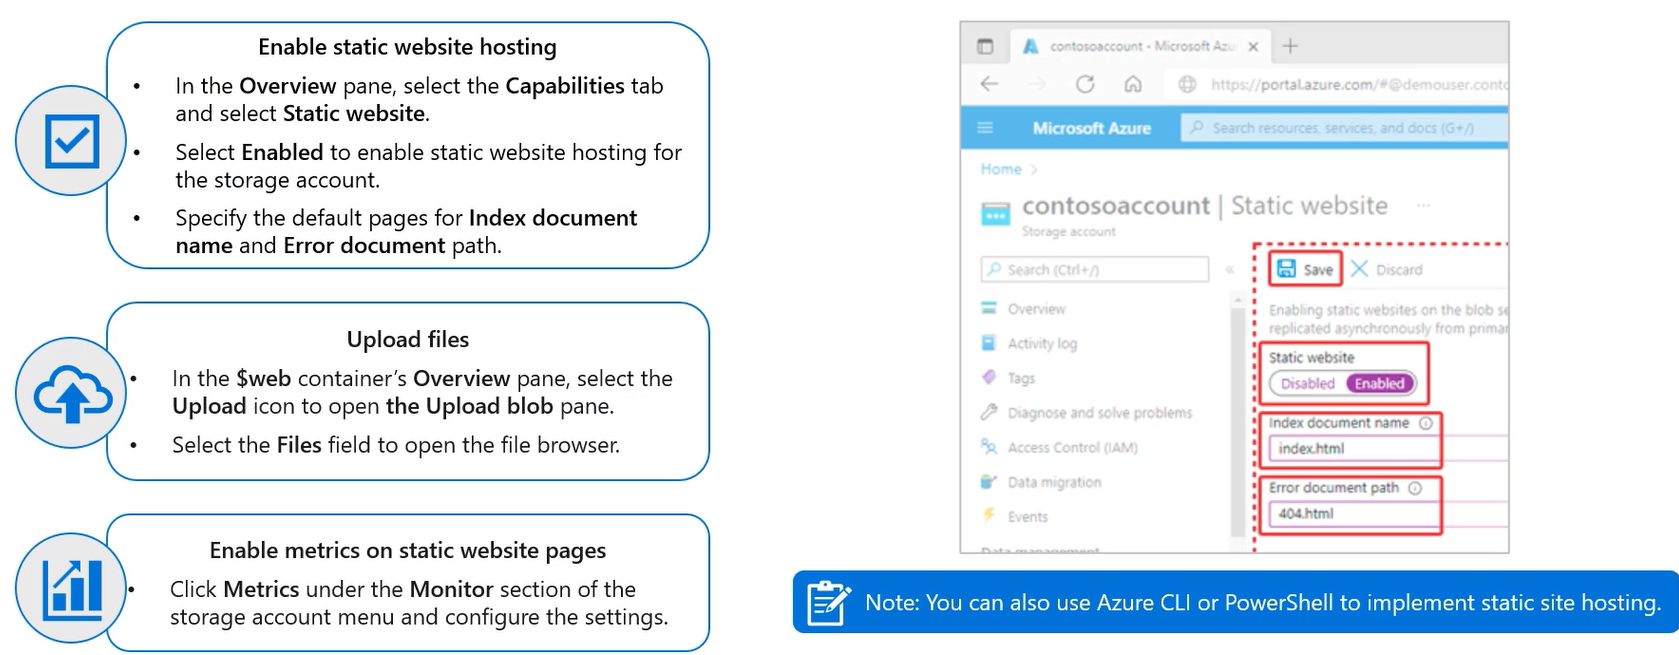 Enable static website hosting
• In the Overview pane, select the Capabilities tab
and select Static website.
• Select Enabled to enable static website hosting for
the storage account.
• Specify the default pages for Index document
name and Error document path.
Upload files
• In the $web container's Overview pane, select the
Upload icon to open the Upload blob pane.
• Select the Files field to open the file browser.
Enable metrics on static website pages
• Click Metrics under the Monitor section of the
storage account menu and configure the settings.
contosoaccount - Microsoft Azu
https://portal.azure.com/#@demouser.conto
Microsoft Azure
Search resources, services, and docs (G+/)
Home >
contosoaccount | Static website ...
Storage account
Search (Ctrl+/) «
Overview
Activity log
Tags
Diagnose and solve problems
Access Control (IAM)
Data migration
Events
Data management
Save Discard
Enabling static websites on the blob se
replicated asynchronously from primar
Static website
Disabled Enabled
Index document name
index.html
Error document path
404.html
Note: You can also use Azure CLI or PowerShell to implement static site hosting.